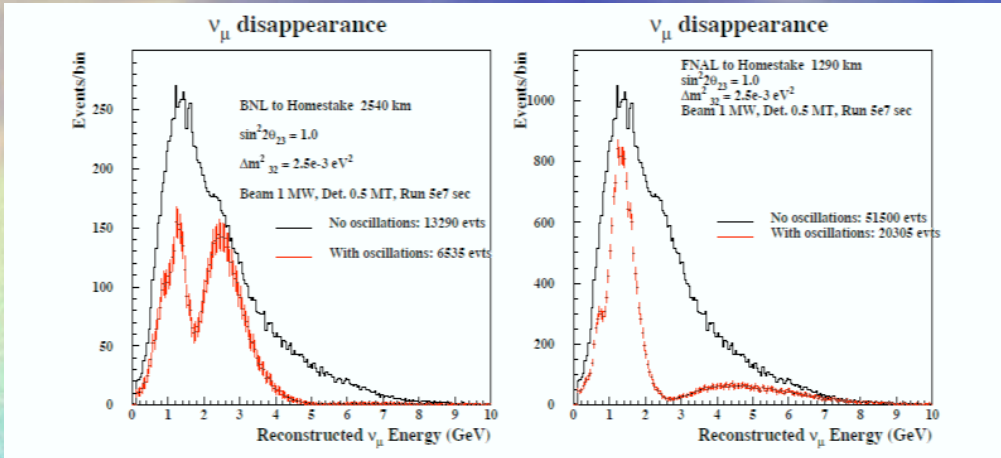 ν_μ disappearance
Events/bin
250
200
150
100
50
0
BNL to Homestake 2540 km
sin²2θ₂₃ = 1.0
Δm²₃₂ = 2.5e-3 eV²
Beam 1 MW, Det. 0.5 MT, Run 5e7 sec
No oscillations: 13290 evts
With oscillations: 6535 evts
0 1 2 3 4 5 6 7 8 9 10
Reconstructed ν_μ Energy (GeV)
ν_μ disappearance
Events/bin
1000
800
600
400
200
0
FNAL to Homestake 1290 km
sin²2θ₂₃ = 1.0
Δm²₃₂ = 2.5e-3 eV²
Beam 1 MW, Det. 0.5 MT, Run 5e7 sec
No oscillations: 51500 evts
With oscillations: 20305 evts
0 1 2 3 4 5 6 7 8 9 10
Reconstructed ν_μ Energy (GeV)